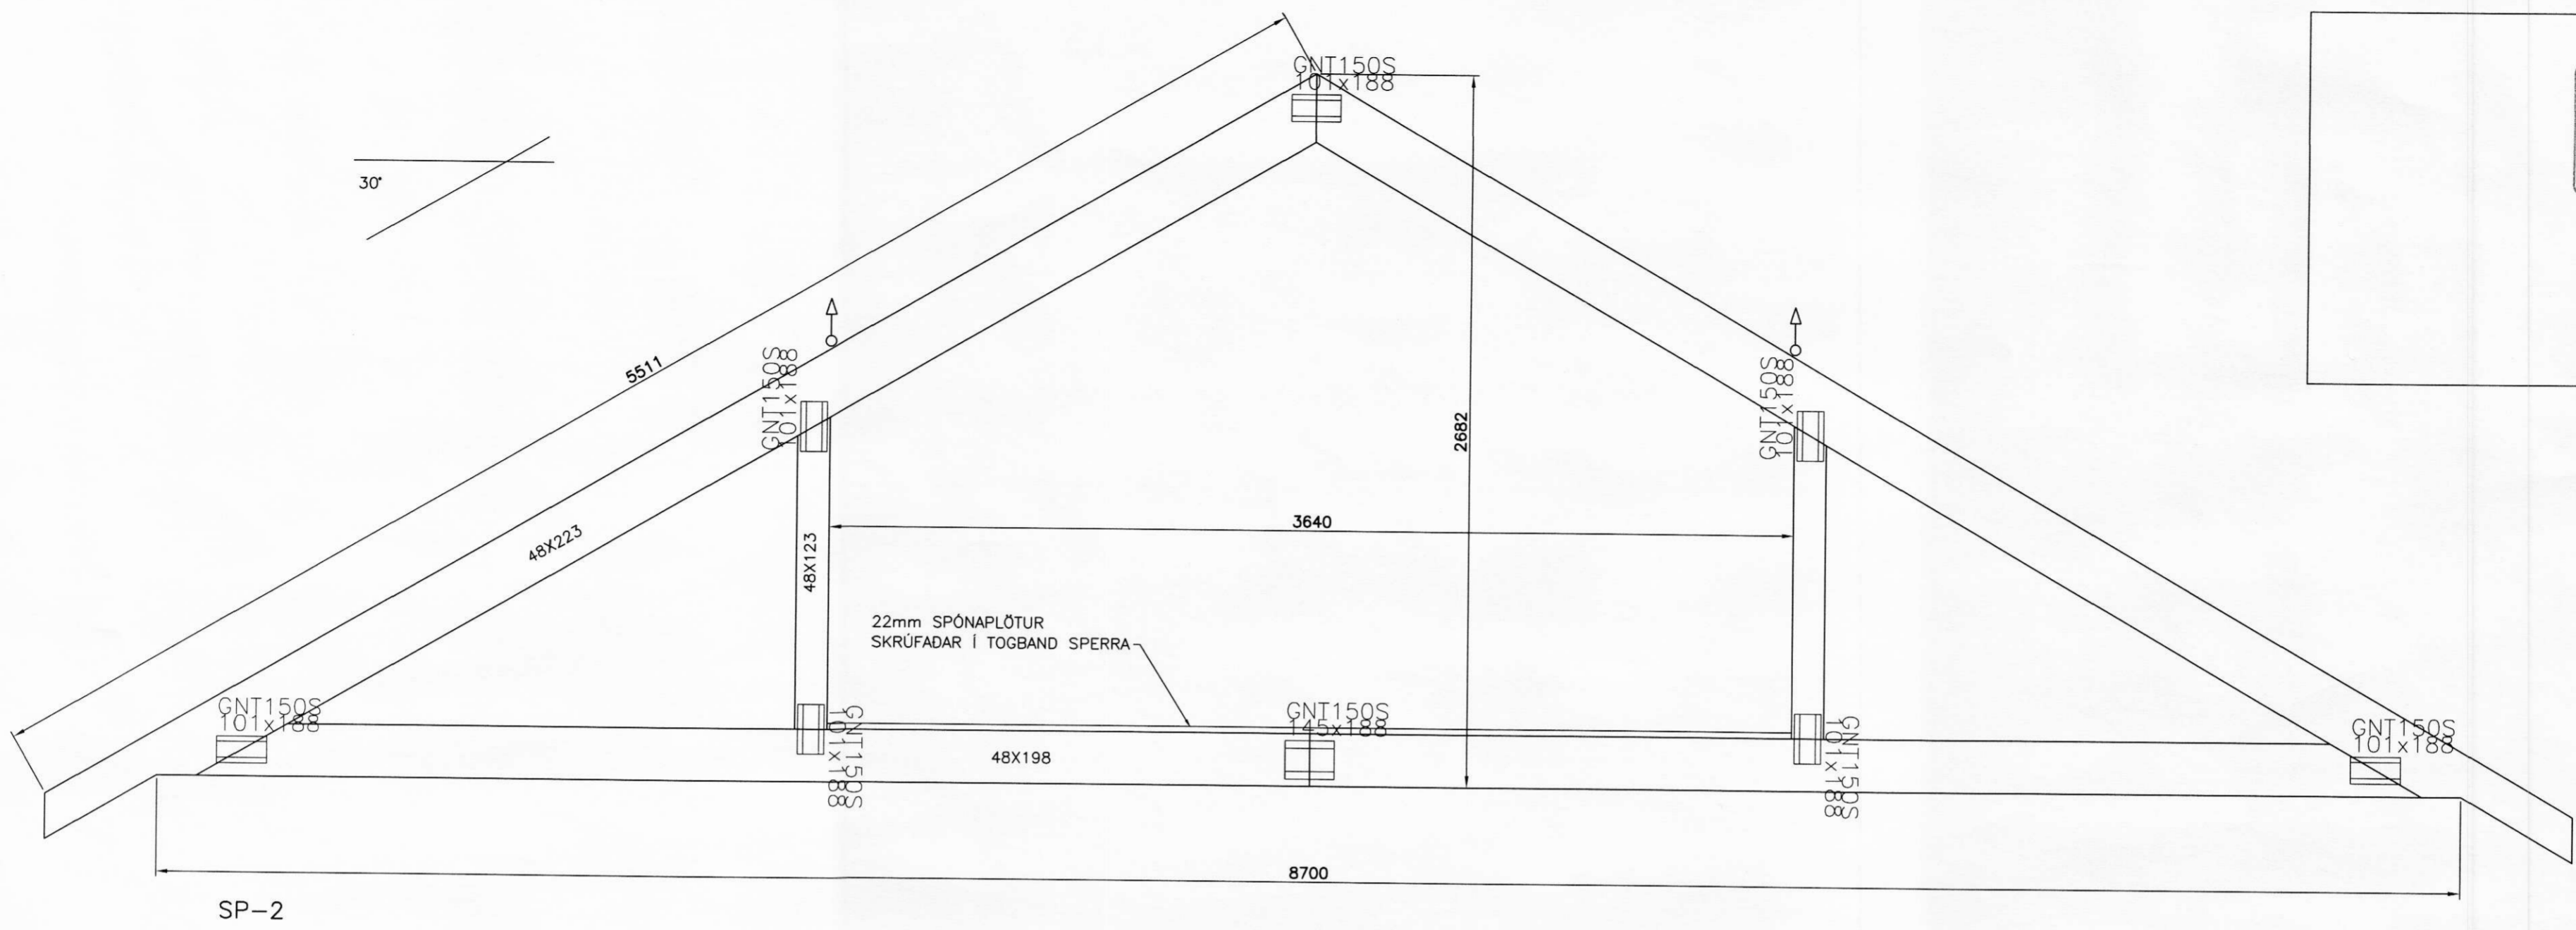 GNT150S
101x188
30°
5511
GNT150S
101x188
GNT150S
101x188
2682
3640
48X223
48X123
22mm SPÓNAPLÖTUR
SKRÚFAÐAR Í TOGBAND SPERRA
GNT150S
101x188
GNT150S
101x188
48X198
GNT150S
145x188
GNT150S
101x188
GNT150S
101x188
8700
SP-2